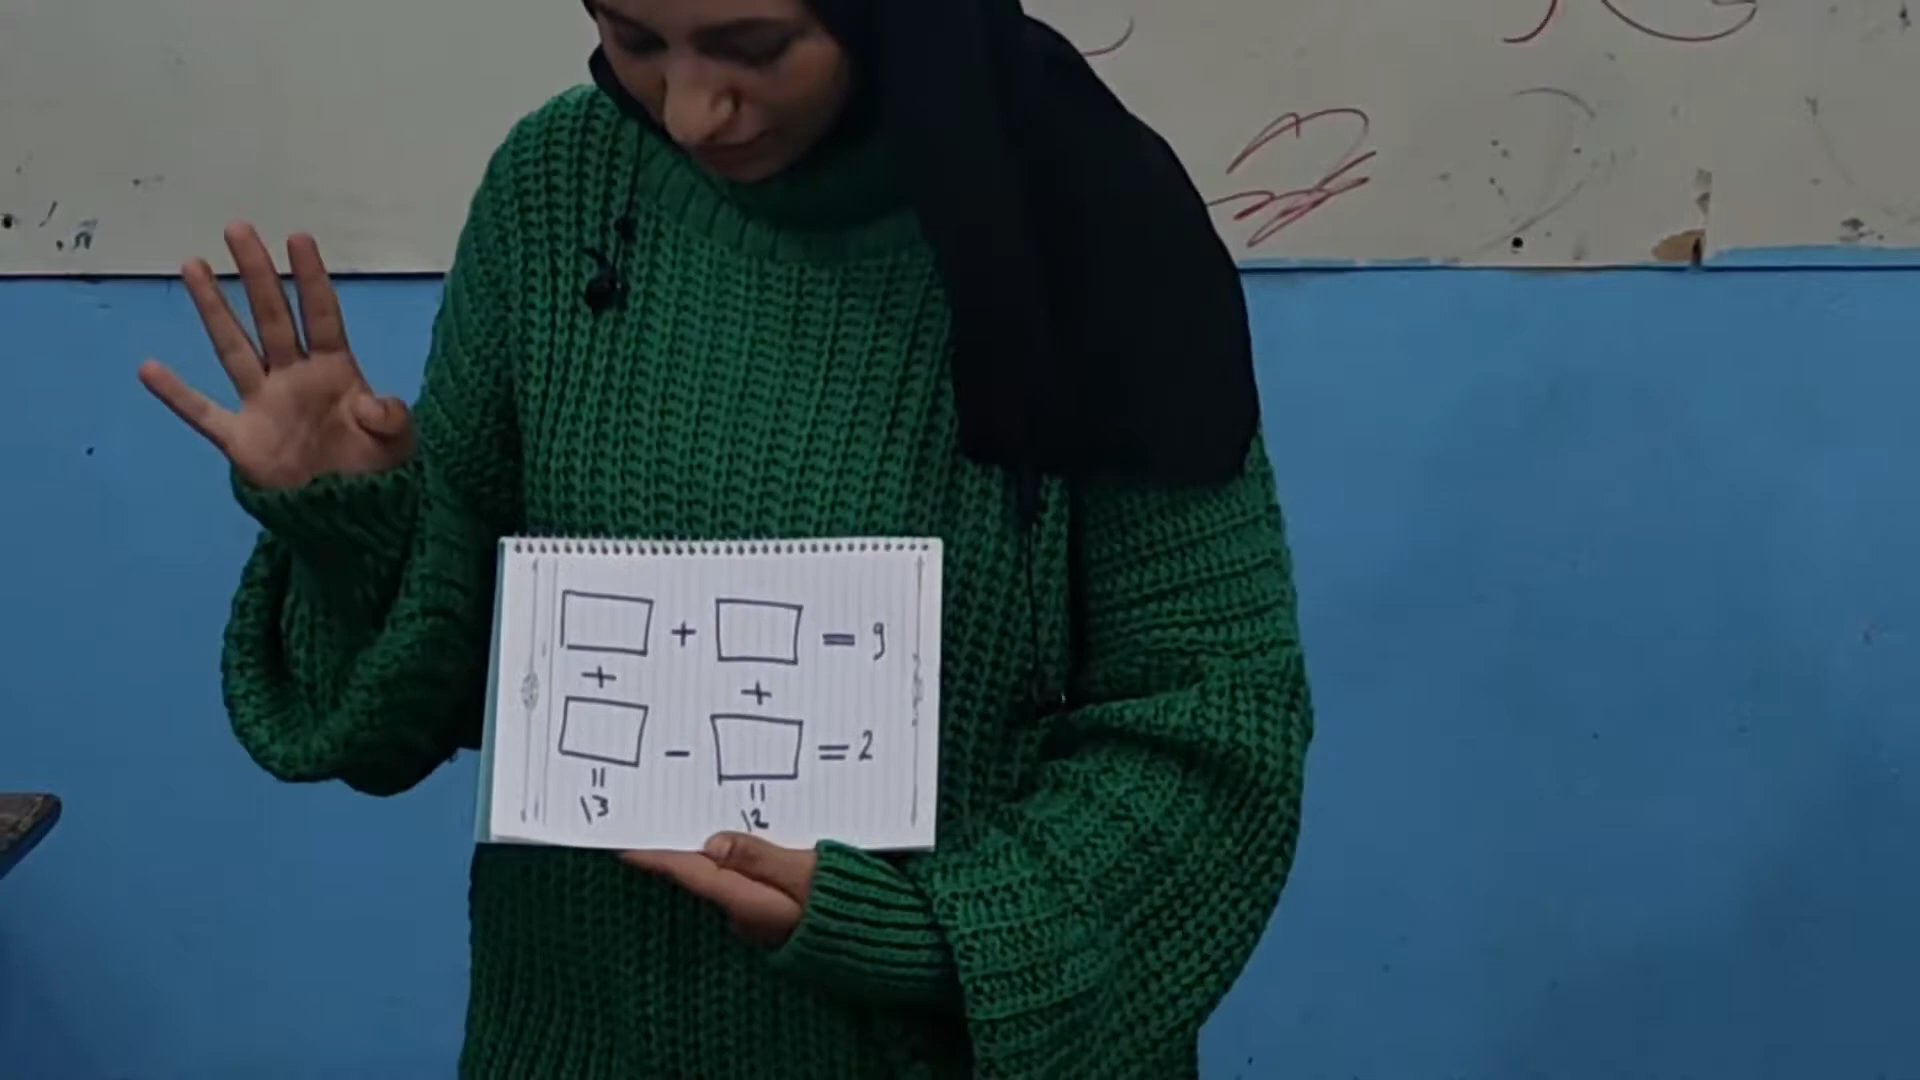 □ + □ = 9
+ +
□ - □ = 2
= =
13 12